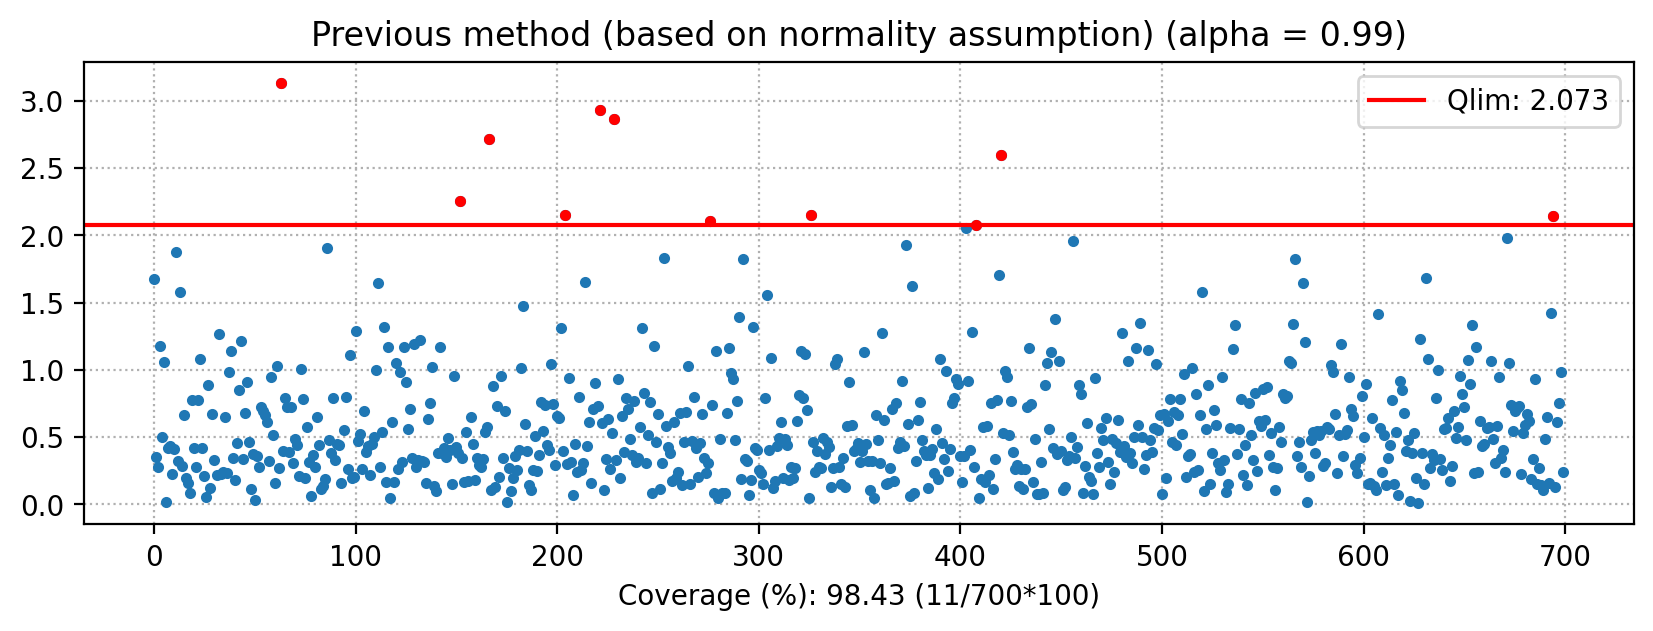 Previous method (based on normality assumption) (alpha = 0.99)
Qlim: 2.073
3.0
2.5
2.0
1.5
1.0
0.5
0.0
0 100 200 300 400 500 600 700
Coverage (%): 98.43 (11/700*100)